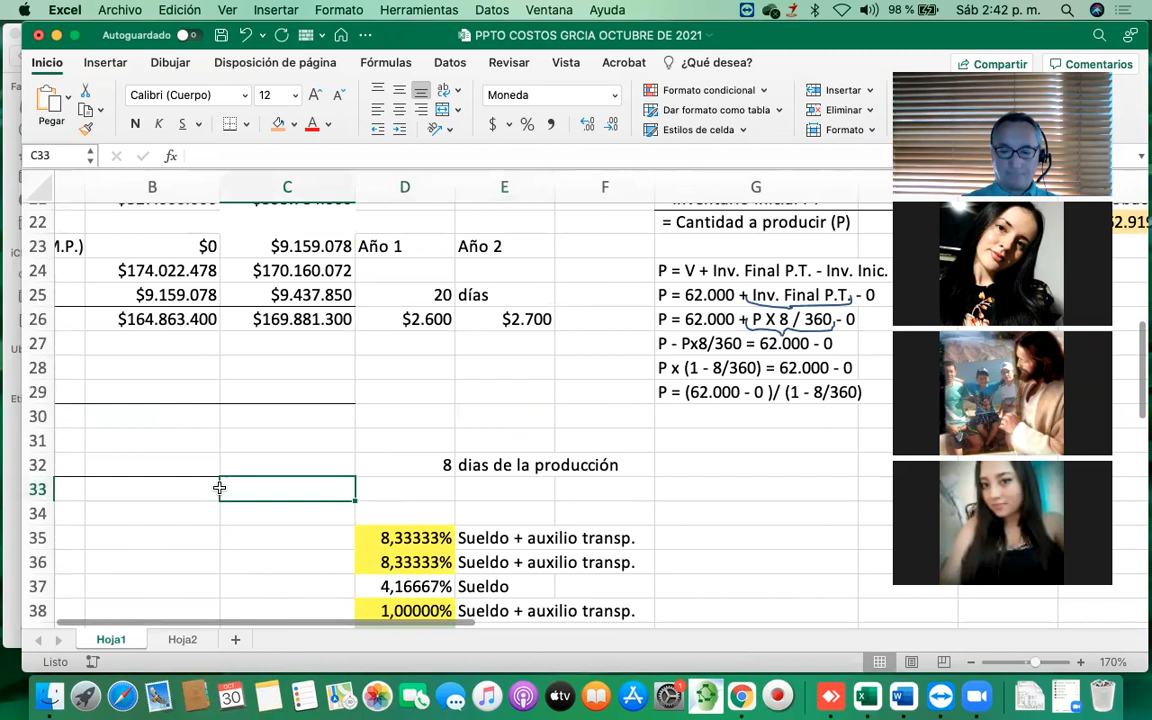 Excel Archivo Edición Ver Insertar Formato Herramientas Datos Ventana Ayuda 98 % Sáb 2:42 p. m.
Autoguardado 0 PPTO COSTOS GRCIA OCTUBRE DE 2021
Inicio Insertar Dibujar Disposición de página Fórmulas Datos Revisar Vista Acrobat ¿Qué desea? Compartir Comentarios
Pegar Calibri (Cuerpo) 12 Moneda Formato condicional Insertar
N K S $ % Dar formato como tabla Eliminar
Estilos de celda Formato
C33 fx
B C D E F G
22 = Cantidad a producir (P)
23 $0 $9.159.078 Año 1 Año 2
24 $174.022.478 $170.160.072 P = V + Inv. Final P.T. - Inv. Inic.
25 $9.159.078 $9.437.850 20 días P = 62.000 + Inv. Final P.T. - 0
26 $164.863.400 $169.881.300 $2.600 $2.700 P = 62.000 + P X 8 / 360 - 0
27 P - Px8/360 = 62.000 - 0
28 P x (1 - 8/360) = 62.000 - 0
29 P = (62.000 - 0 )/ (1 - 8/360)
30
31
32 8 dias de la producción
33
34
35 8,33333% Sueldo + auxilio transp.
36 8,33333% Sueldo + auxilio transp.
37 4,16667% Sueldo
38 1,00000% Sueldo + auxilio transp.
Hoja1 Hoja2 +
Listo 170%